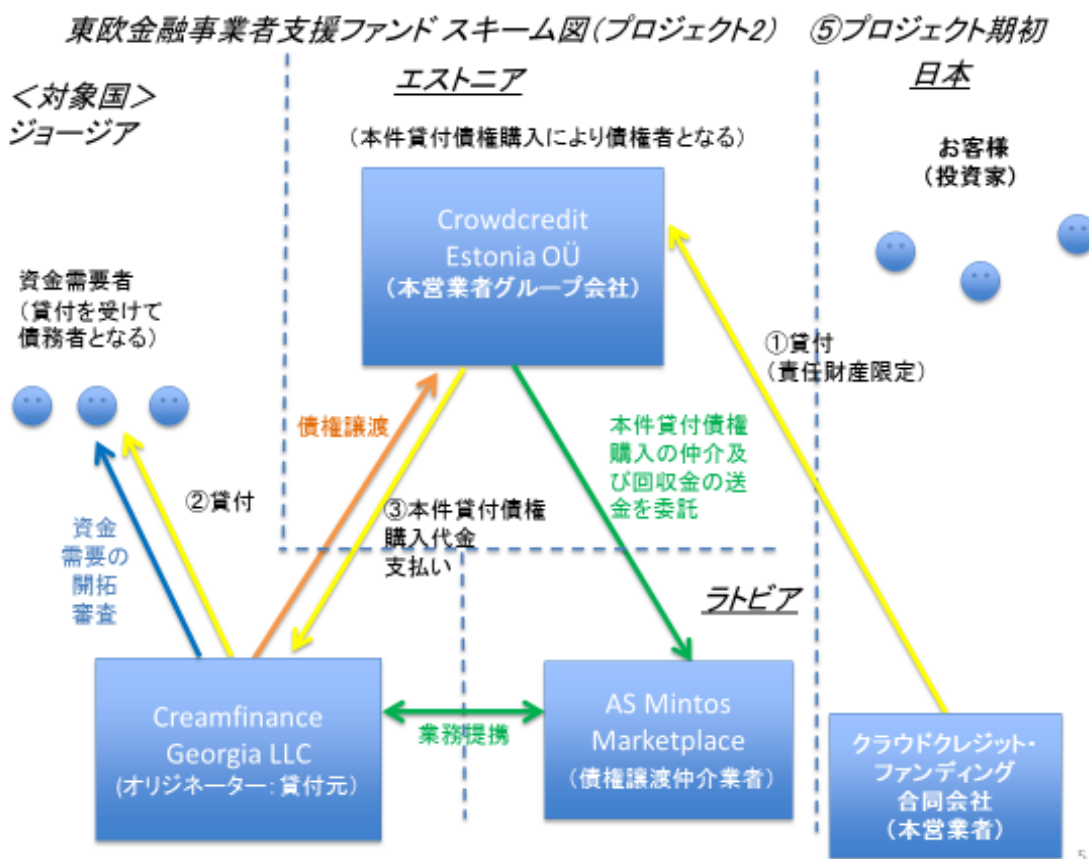 東欧金融事業者支援ファンド スキーム図(プロジェクト2) ⑤プロジェクト期初
<対象国>
ジョージア
エストニア
日本
(本件貸付債権購入により債権者となる)
お客様
(投資家)
Crowdcredit
Estonia OÜ
(本営業者グループ会社)
資金需要者
(貸付を受けて
債務者となる)
①貸付
(責任財産限定)
債権譲渡
本件貸付債権
購入の仲介及
び回収金の送
金を委託
②貸付
③本件貸付債権
購入代金
支払い
資金
需要の
開拓
審査
ラトビア
Creamfinance
Georgia LLC
(オリジネーター:貸付元)
業務提携
AS Mintos
Marketplace
(債権譲渡仲介業者)
クラウドクレジット・
ファンディング
合同会社
(本営業者)
5